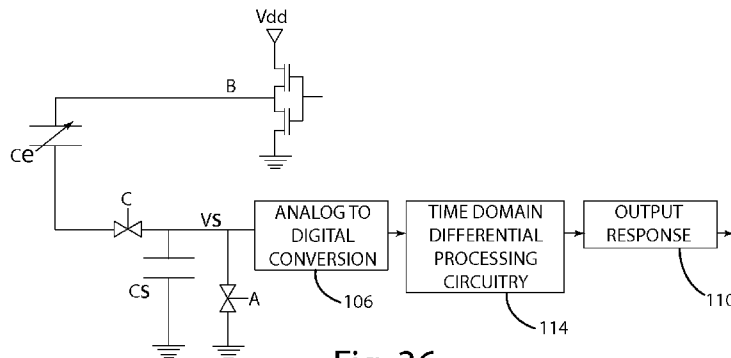 Vdd
B
Ce
C
VS
CS
A
ANALOG TO
DIGITAL
CONVERSION
106
TIME DOMAIN
DIFFERENTIAL
PROCESSING
CIRCUITRY
114
OUTPUT
RESPONSE
110
Fig. 26